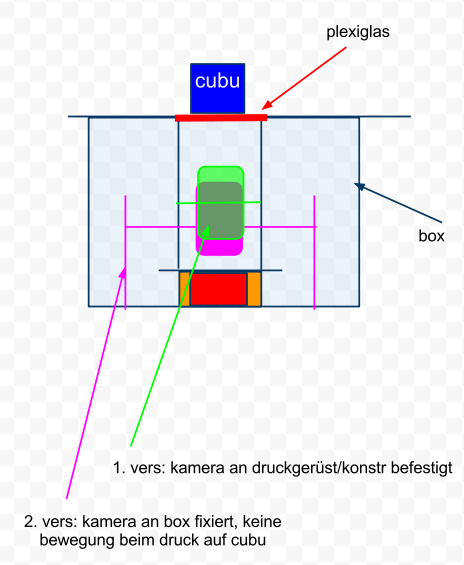 plexiglas
cubu
box
1. vers: kamera an druckgerüst/konstr befestigt
2. vers: kamera an box fixiert, keine
bewegung beim druck auf cubu